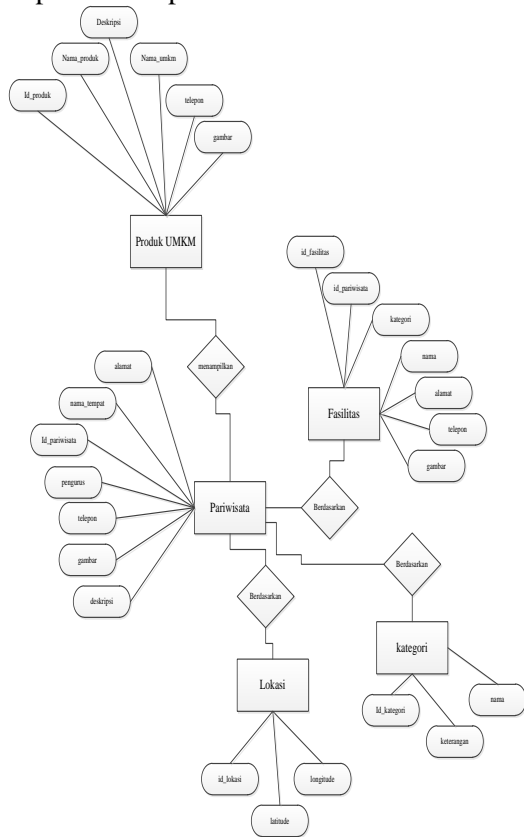 Deskripsi
Nama_produk
Nama_umkm
Id_produk
telepon
gambar
Produk UMKM
id_fasilitas
id_pariwisata
kategori
menampilkan
nama
alamat
alamat
nama_tempat
Fasilitas
telepon
Id_pariwisata
gambar
pengurus
Pariwisata
Berdasarkan
telepon
gambar
Berdasarkan
Berdasarkan
deskripsi
kategori
Lokasi
nama
Id_kategori
keterangan
id_lokasi
longitude
latitude